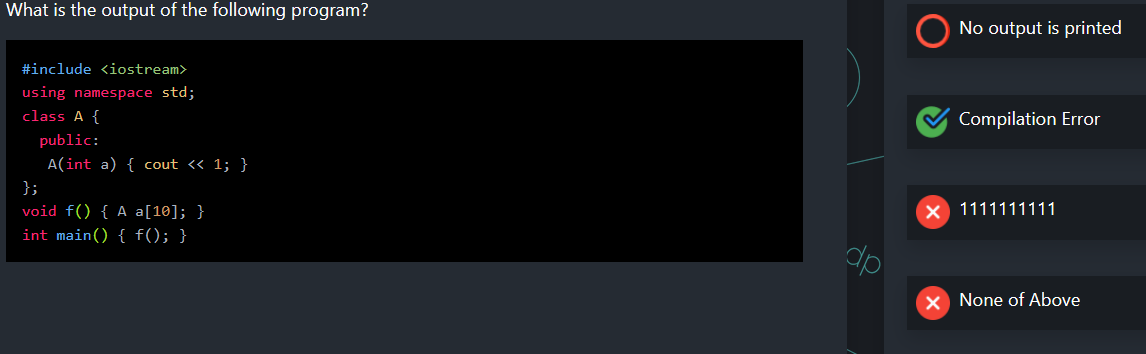 What is the output of the following program?
#include <iostream>
using namespace std;
class A {
public:
A(int a) { cout << 1; }
};
void f() { A a[10]; }
int main() { f(); }
No output is printed
Compilation Error
1111111111
None of Above